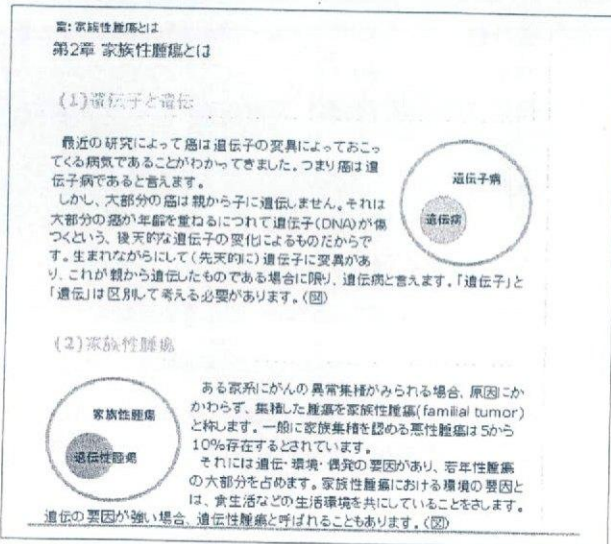 章: 家族性腫瘍とは
第2章 家族性腫瘍とは
(1)遺伝子と遺伝
最近の研究によって癌は遺伝子の変異によっておこっ
てくる病気であることがわかってきました。つまり癌は遺
伝子病であると言えます。
しかし、大部分の癌は親から子に遺伝しません。それは
大部分の癌が年齢を重ねるにつれて遺伝子(DNA)が傷
つくという、後天的な遺伝子の変化によるものだからで
す。生まれながらにして(先天的に)遺伝子に変異があ
り、これが親から遺伝したものである場合に限り、遺伝病と言えます。「遺伝子」と
「遺伝」は区別して考える必要があります。(図)
遺伝子病
遺伝病
(2)家族性腫瘍
家族性腫瘍
遺伝性腫瘍
ある家系にがんの異常集積がみられる場合、原因にか
かわらず、集積した腫瘍を家族性腫瘍(familial tumor)
と称します。一般に家族集積を認める悪性腫瘍は5から
10%存在するとされています。
それには遺伝・環境・偶発の要因があり、若年性腫瘍
の大部分を占めます。家族性腫瘍における環境の要因と
は、食生活などの生活環境を共にしていることをさします。
遺伝の要因が強い場合、遺伝性腫瘍と呼ばれることもあります。(図)